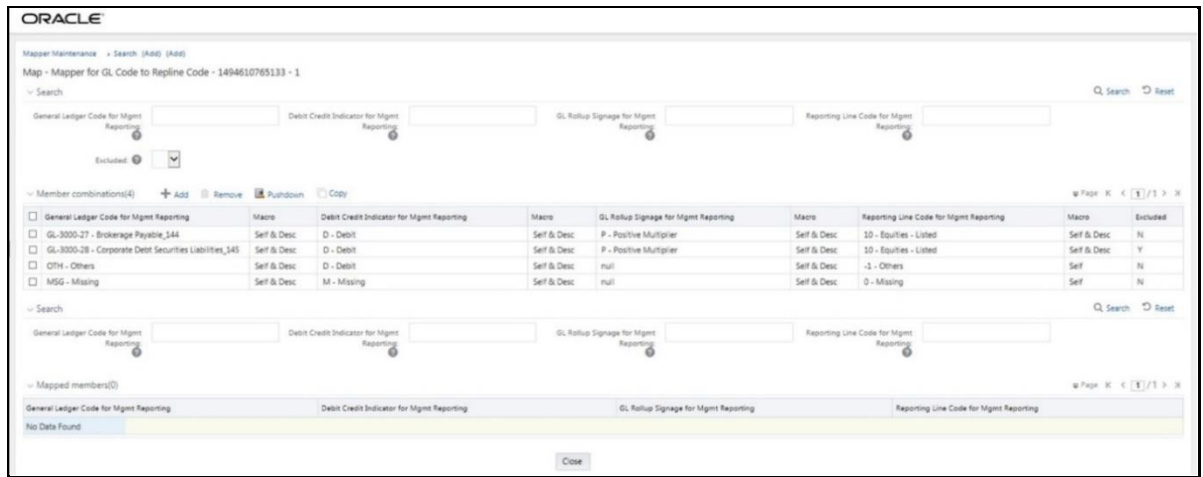 ORACLE
Mapper Maintenance » Search (Add) (Add)
Map - Mapper for GL Code to Repline Code - 1494610765133 - 1
Search
Search Reset
General Ledger Code for Mgmt Reporting: Debit Credit Indicator for Mgmt Reporting: GL Rollup Signage for Mgmt Reporting: Reporting Line Code for Mgmt Reporting:
Excluded:
Member combinations(4) Add Remove Pushdown Copy Page 1 / 1
General Ledger Code for Mgmt Reporting Macro Debit Credit Indicator for Mgmt Reporting Macro GL Rollup Signage for Mgmt Reporting Macro Reporting Line Code for Mgmt Reporting Macro Excluded
GL-3000-27 - Brokerage Payable_144 Self & Desc D - Debit Self & Desc P - Positive Multiplier Self & Desc 10 - Equities - Listed Self & Desc N
GL-3000-28 - Corporate Debt Securities Liabilities_145 Self & Desc D - Debit Self & Desc P - Positive Multiplier Self & Desc 10 - Equities - Listed Self & Desc Y
OTH - Others Self & Desc D - Debit Self & Desc null Self & Desc -1 - Others Self N
MSG - Missing Self & Desc M - Missing Self & Desc null Self & Desc 0 - Missing Self N
Search
Search Reset
General Ledger Code for Mgmt Reporting: Debit Credit Indicator for Mgmt Reporting: GL Rollup Signage for Mgmt Reporting: Reporting Line Code for Mgmt Reporting:
Mapped members(0) Page 1 / 1
General Ledger Code for Mgmt Reporting Debit Credit Indicator for Mgmt Reporting GL Rollup Signage for Mgmt Reporting Reporting Line Code for Mgmt Reporting
No Data Found
Close